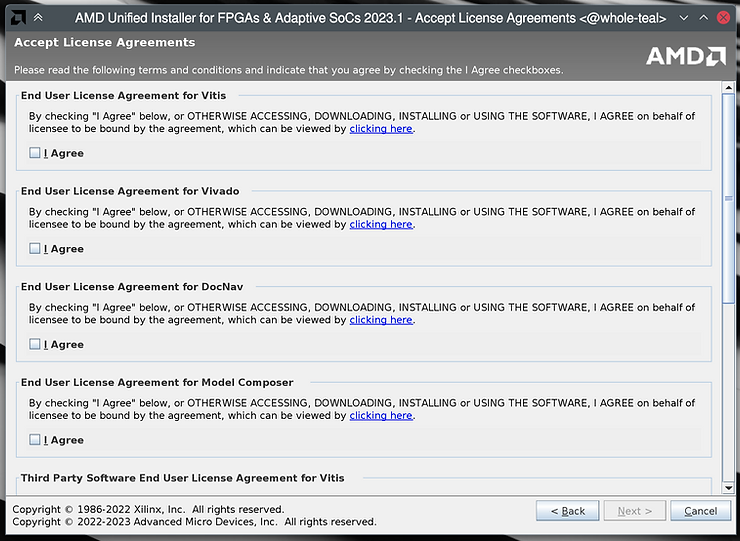 AMD Unified Installer for FPGAs & Adaptive SoCs 2023.1 - Accept License Agreements <@whole-teal>
Accept License Agreements
AMD
Please read the following terms and conditions and indicate that you agree by checking the I Agree checkboxes.
End User License Agreement for Vitis
By checking "I Agree" below, or OTHERWISE ACCESSING, DOWNLOADING, INSTALLING or USING THE SOFTWARE, I AGREE on behalf of
licensee to be bound by the agreement, which can be viewed by clicking here.
I Agree
End User License Agreement for Vivado
By checking "I Agree" below, or OTHERWISE ACCESSING, DOWNLOADING, INSTALLING or USING THE SOFTWARE, I AGREE on behalf of
licensee to be bound by the agreement, which can be viewed by clicking here.
I Agree
End User License Agreement for DocNav
By checking "I Agree" below, or OTHERWISE ACCESSING, DOWNLOADING, INSTALLING or USING THE SOFTWARE, I AGREE on behalf of
licensee to be bound by the agreement, which can be viewed by clicking here.
I Agree
End User License Agreement for Model Composer
By checking "I Agree" below, or OTHERWISE ACCESSING, DOWNLOADING, INSTALLING or USING THE SOFTWARE, I AGREE on behalf of
licensee to be bound by the agreement, which can be viewed by clicking here.
I Agree
Third Party Software End User License Agreement for Vitis
Copyright © 1986-2022 Xilinx, Inc. All rights reserved.
Copyright © 2022-2023 Advanced Micro Devices, Inc. All rights reserved.
< Back
Next >
Cancel